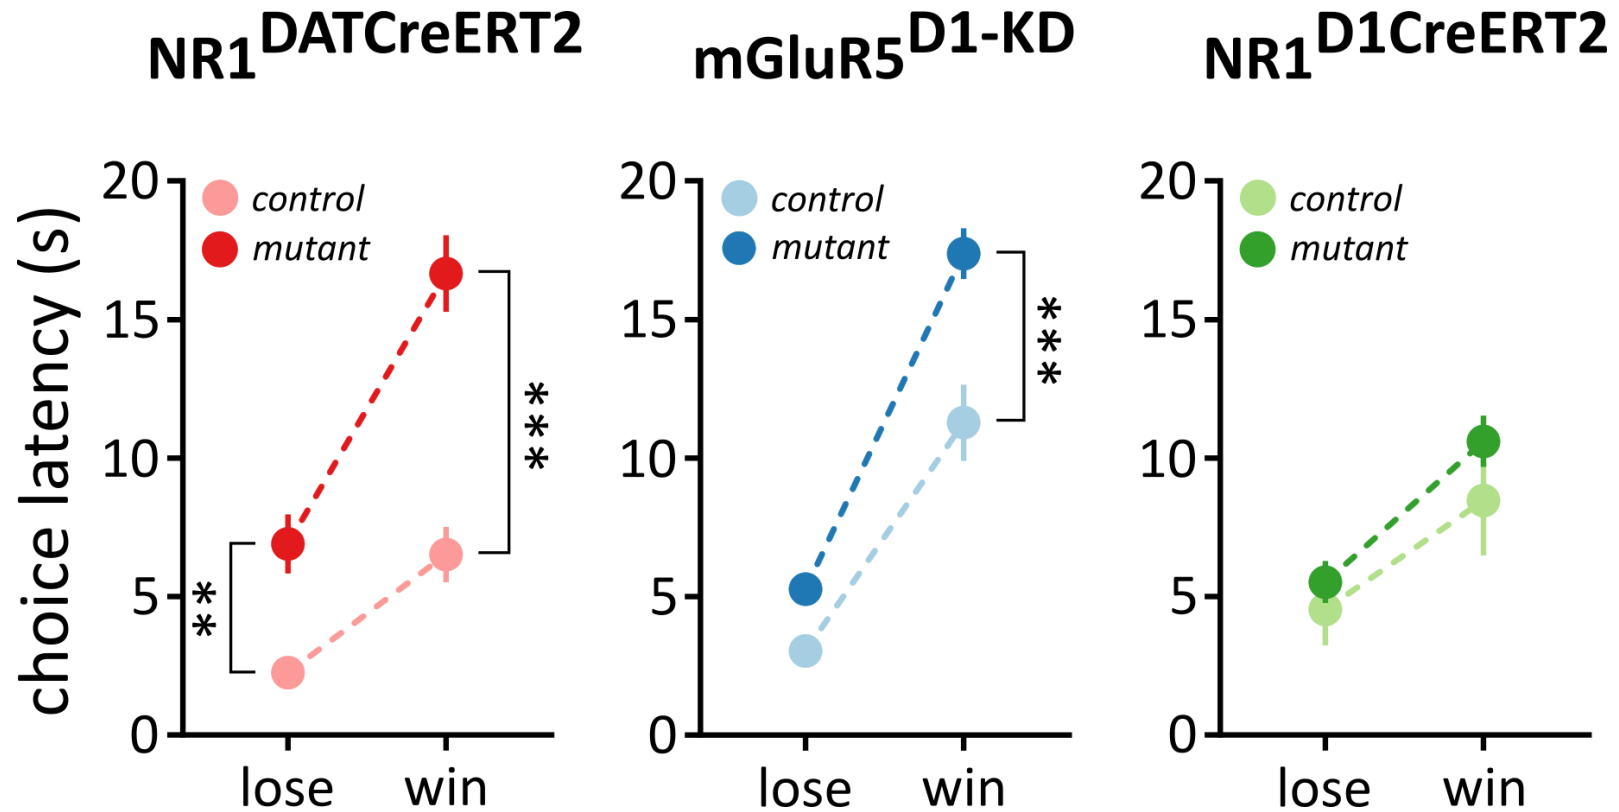 NR1DATCreERT2
mGluR5D1-KD
NR1D1CreERT2
choice latency (s)
20
15
10
5
0
control
mutant
**
***
lose win
20
15
10
5
0
control
mutant
***
lose win
20
15
10
5
0
control
mutant
lose win